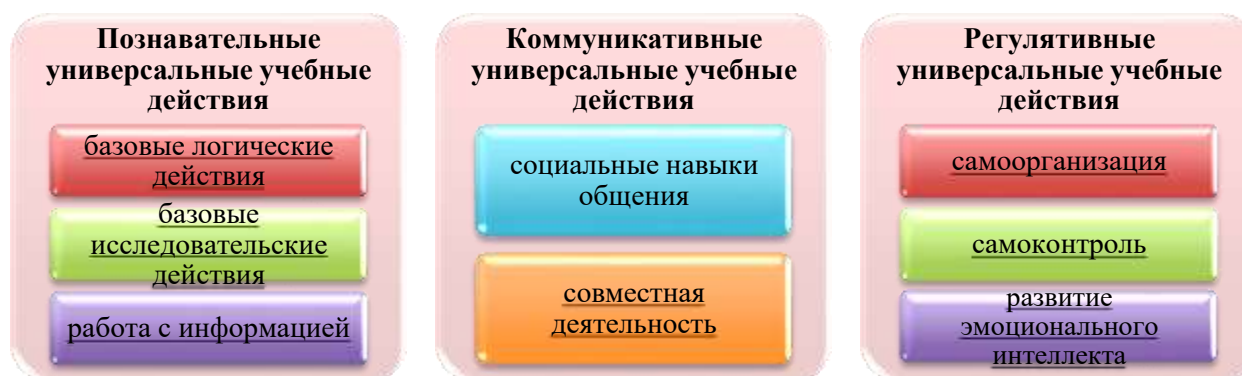 Познавательные
универсальные учебные
действия
базовые логические
действия
базовые
исследовательские
действия
работа с информацией
Коммуникативные
универсальные учебные
действия
социальные навыки
общения
совместная
деятельность
Регулятивные
универсальные учебные
действия
самоорганизация
самоконтроль
развитие
эмоционального
интеллекта